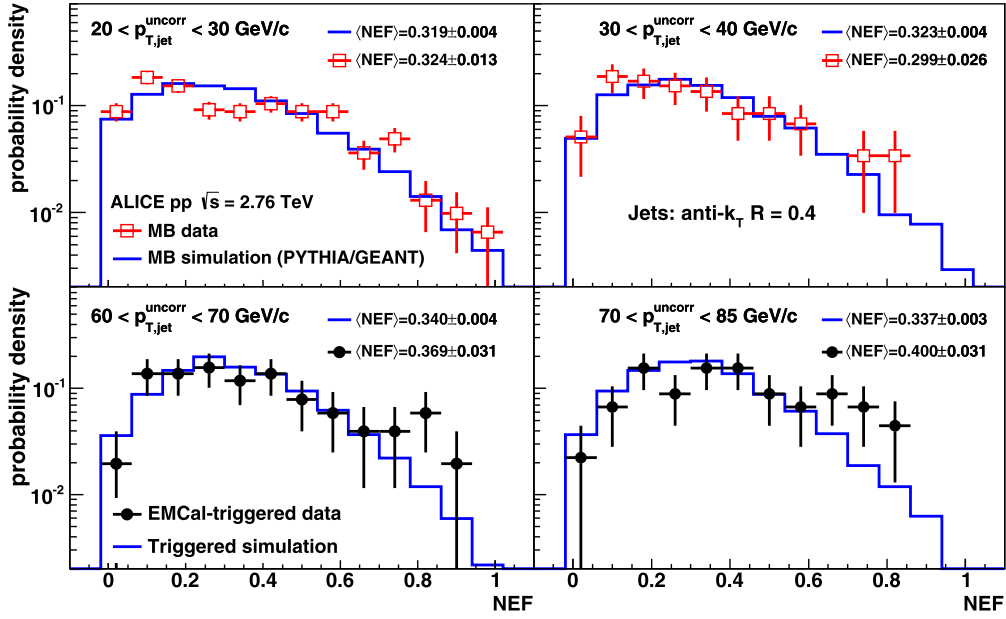 20 < p_T,jet^uncorr < 30 GeV/c
⟨NEF⟩=0.319±0.004
⟨NEF⟩=0.324±0.013
ALICE pp √s = 2.76 TeV
MB data
MB simulation (PYTHIA/GEANT)
probability density
10^-1
10^-2
30 < p_T,jet^uncorr < 40 GeV/c
⟨NEF⟩=0.323±0.004
⟨NEF⟩=0.299±0.026
Jets: anti-k_T R = 0.4
60 < p_T,jet^uncorr < 70 GeV/c
⟨NEF⟩=0.340±0.004
⟨NEF⟩=0.369±0.031
EMCal-triggered data
Triggered simulation
probability density
10^-1
10^-2
0 0.2 0.4 0.6 0.8 1
NEF
70 < p_T,jet^uncorr < 85 GeV/c
⟨NEF⟩=0.337±0.003
⟨NEF⟩=0.400±0.031
0 0.2 0.4 0.6 0.8 1
NEF